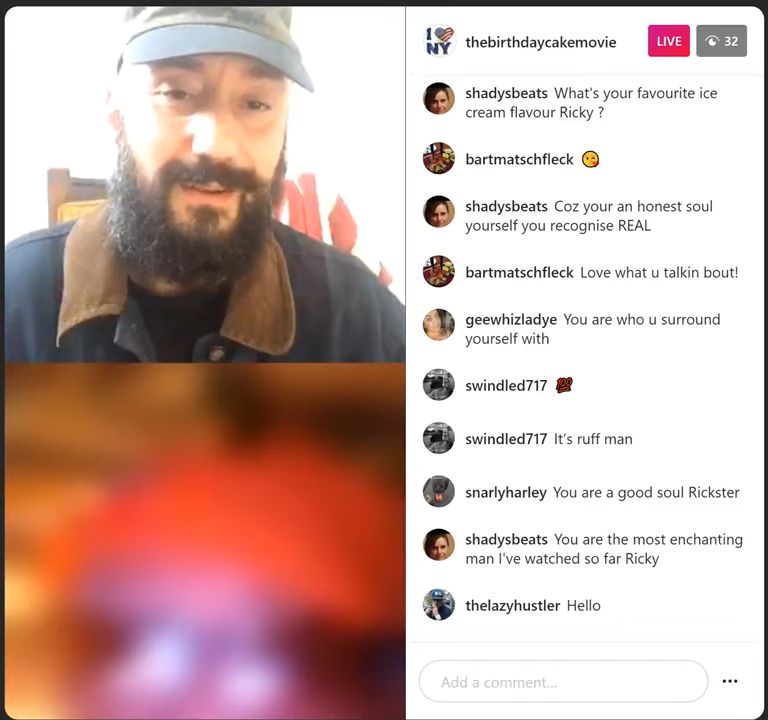 I ♥ NY
thebirthdaycakemovie
LIVE
32
shadysbeats What's your favourite ice
cream flavour Ricky ?
bartmatschfleck 😘
shadysbeats Coz your an honest soul
yourself you recognise REAL
bartmatschfleck Love what u talkin bout!
geewhizladye You are who u surround
yourself with
swindled717 💯
swindled717 It's ruff man
snarlyharley You are a good soul Rickster
shadysbeats You are the most enchanting
man I've watched so far Ricky
thelazyhustler Hello
Add a comment...